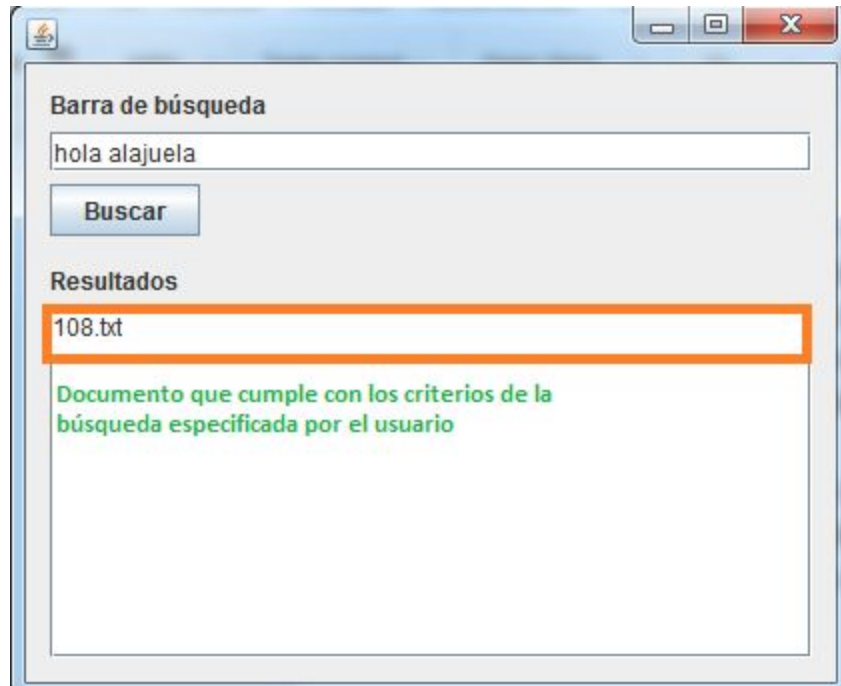 Barra de búsqueda
hola alajuela
Buscar
Resultados
108.txt
Documento que cumple con los criterios de la
búsqueda especificada por el usuario